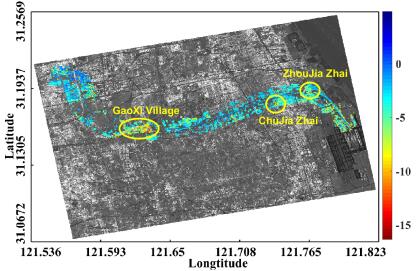 31.2569
31.1937
31.1305
31.0672
Latitude
ZhouJia Zhai
GaoXi Village
ChuJia Zhai
121.536
121.593
121.65
121.708
121.765
121.823
Longtitude
0
-5
-10
-15